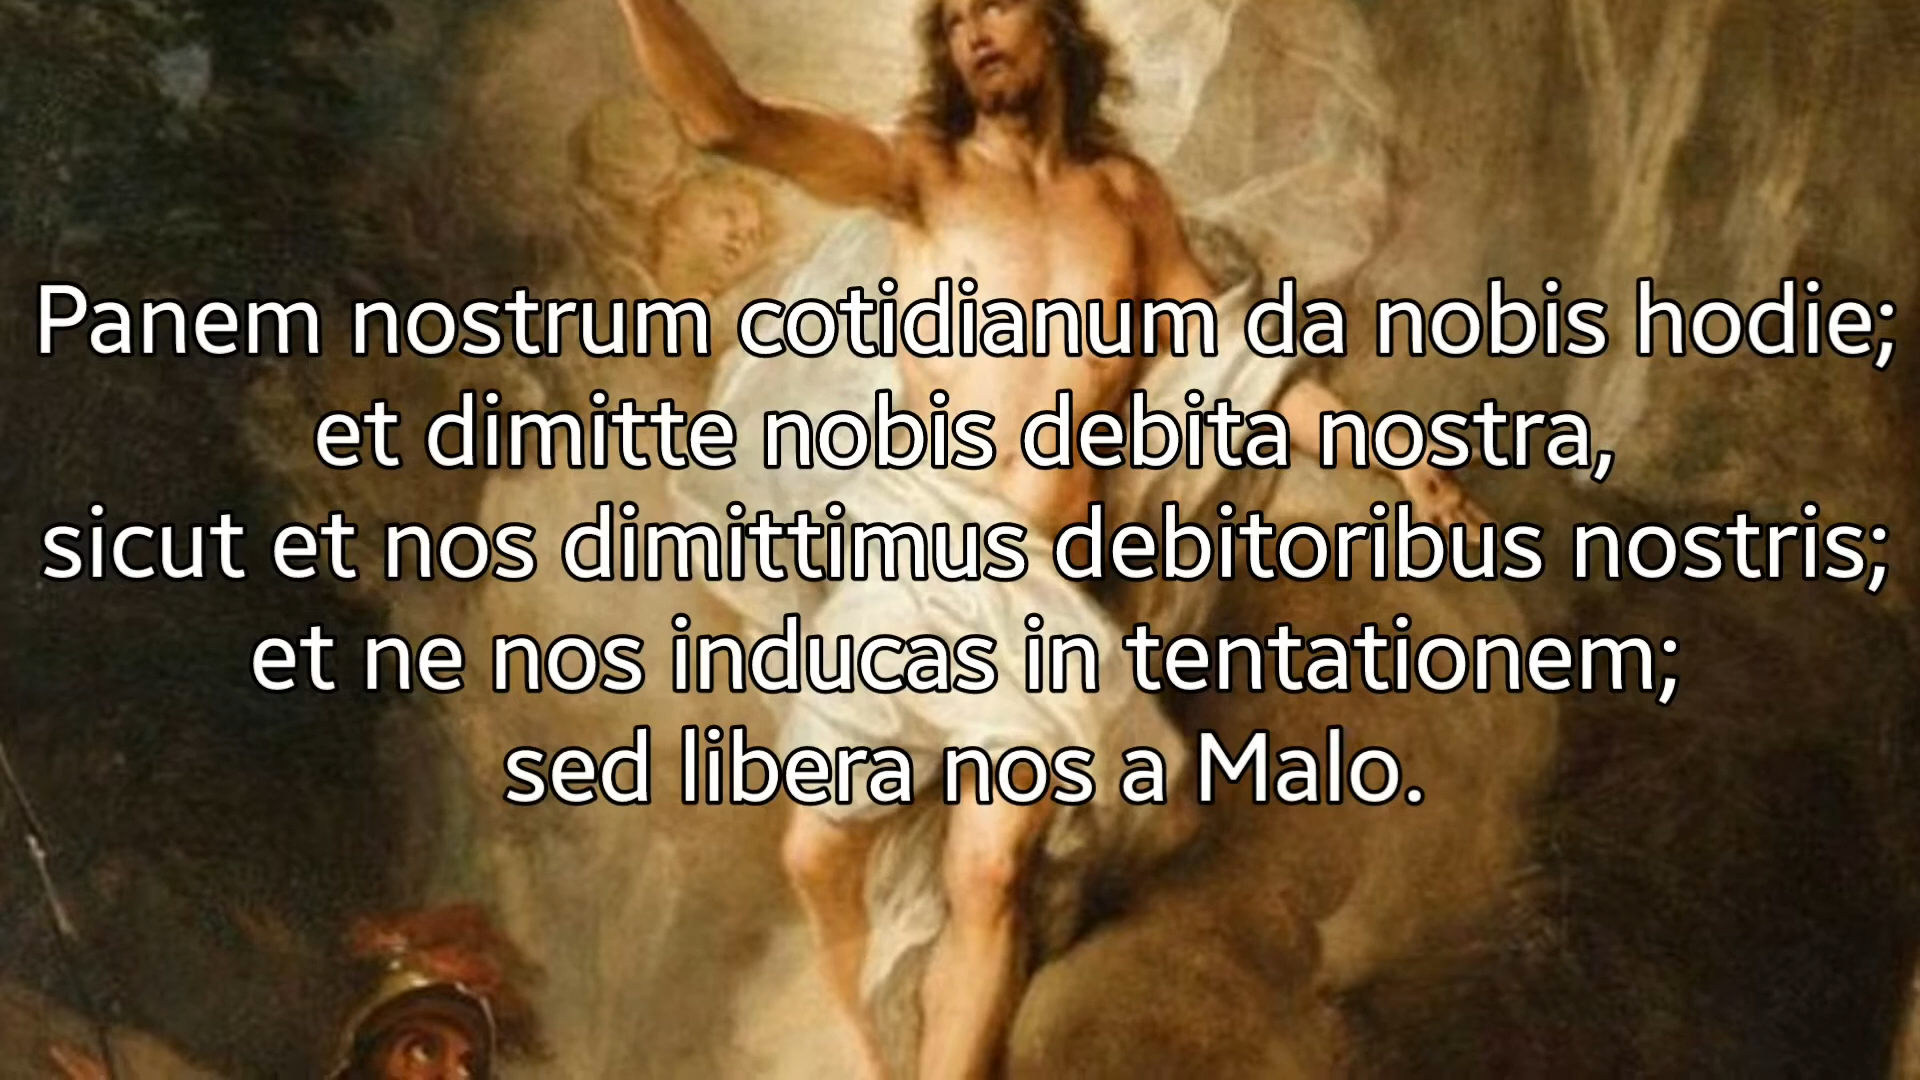 Panem nostrum cotidianum da nobis hodie;
et dimitte nobis debita nostra,
sicut et nos dimittimus debitoribus nostris;
et ne nos inducas in tentationem;
sed libera nos a Malo.